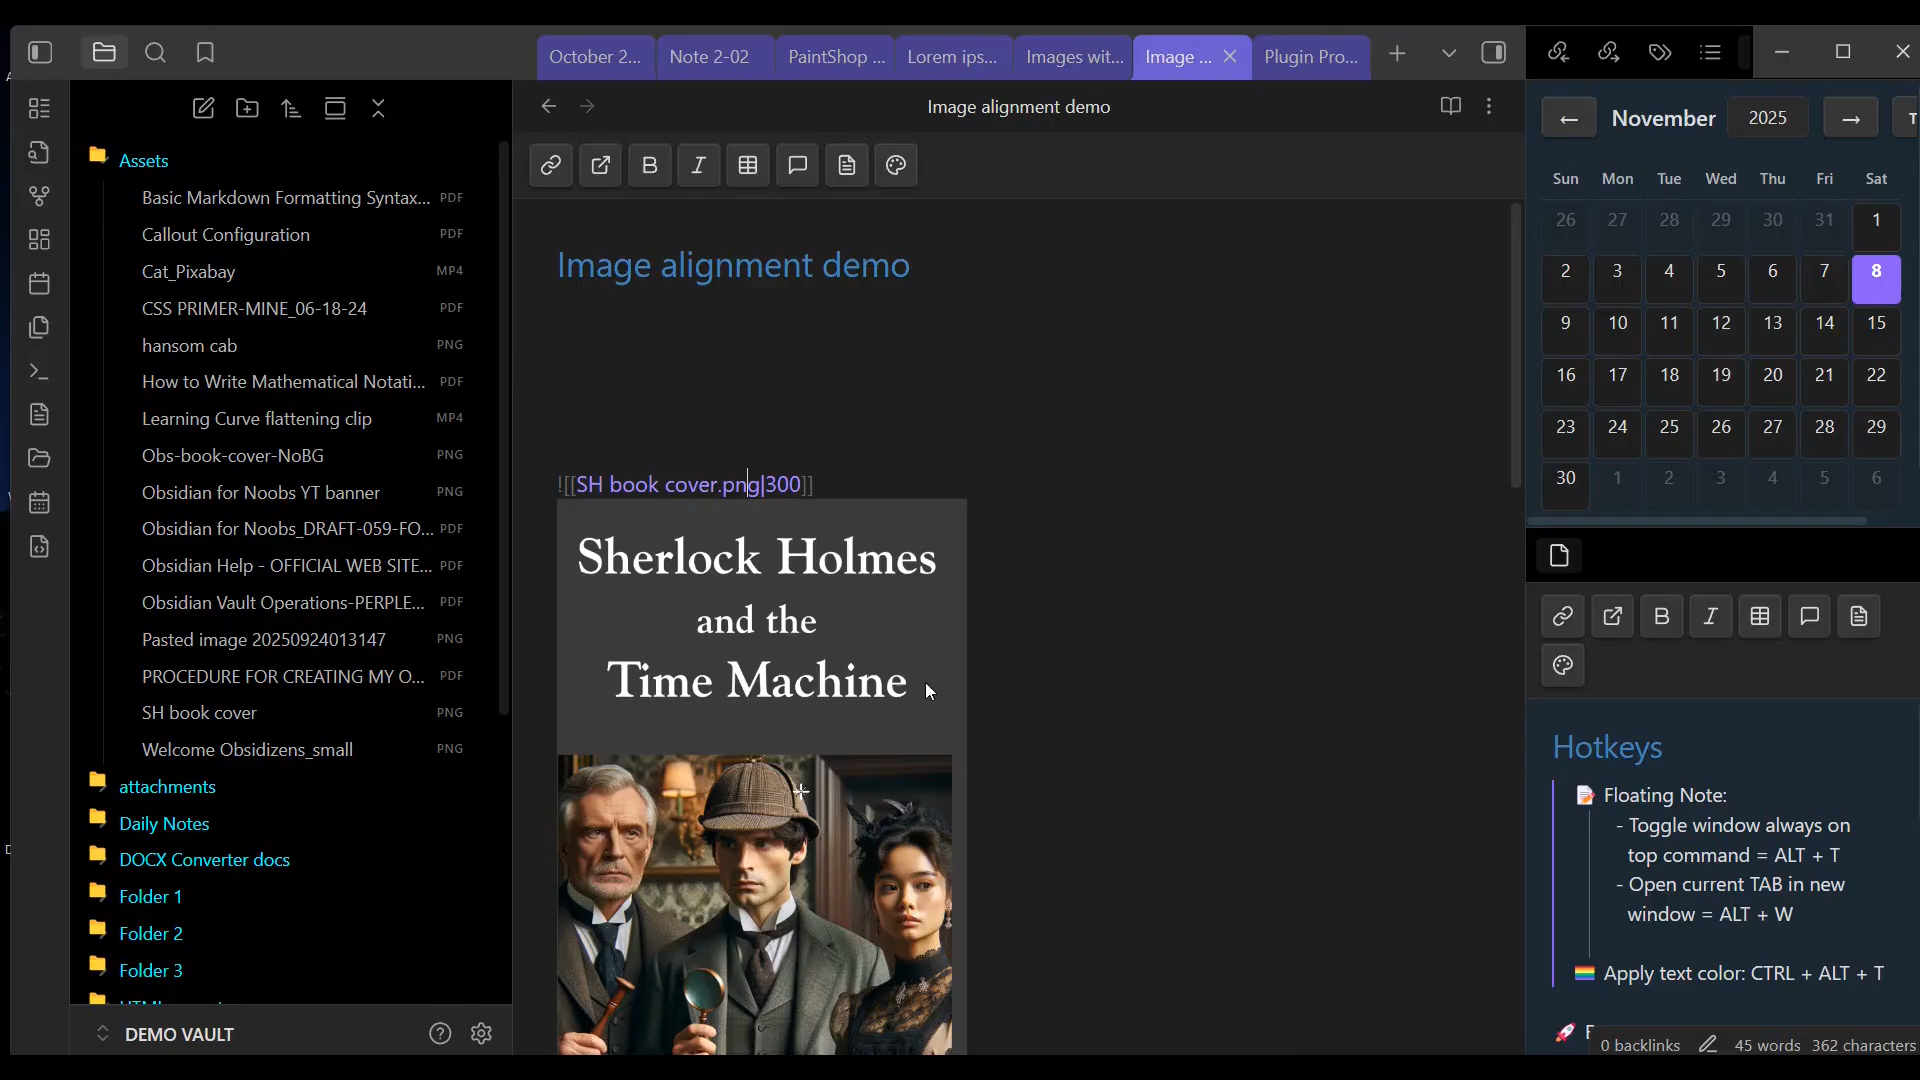 October 2...
Note 2-02
PaintShop ...
Lorem ips...
Images wit...
Image ...
Plugin Pro...
Image alignment demo
Assets
Basic Markdown Formatting Syntax... PDF
Callout Configuration PDF
Cat_Pixabay MP4
CSS PRIMER-MINE_06-18-24 PDF
hansom cab PNG
How to Write Mathematical Notati... PDF
Learning Curve flattening clip MP4
Obs-book-cover-NoBG PNG
Obsidian for Noobs YT banner PNG
Obsidian for Noobs_DRAFT-059-FO... PDF
Obsidian Help - OFFICIAL WEB SITE... PDF
Obsidian Vault Operations-PERPLE... PDF
Pasted image 20250924013147 PNG
PROCEDURE FOR CREATING MY O... PDF
SH book cover PNG
Welcome Obsidizens_small PNG
attachments
Daily Notes
DOCX Converter docs
Folder 1
Folder 2
Folder 3
DEMO VAULT
Image alignment demo
![[SH book cover.png|300]]
Sherlock Holmes
and the
Time Machine
← November 2025 → T
Sun Mon Tue Wed Thu Fri Sat
26 27 28 29 30 31 1
2 3 4 5 6 7 8
9 10 11 12 13 14 15
16 17 18 19 20 21 22
23 24 25 26 27 28 29
30 1 2 3 4 5 6
Hotkeys
Floating Note:
- Toggle window always on
top command = ALT + T
- Open current TAB in new
window = ALT + W
Apply text color: CTRL + ALT + T
0 backlinks 45 words 362 characters